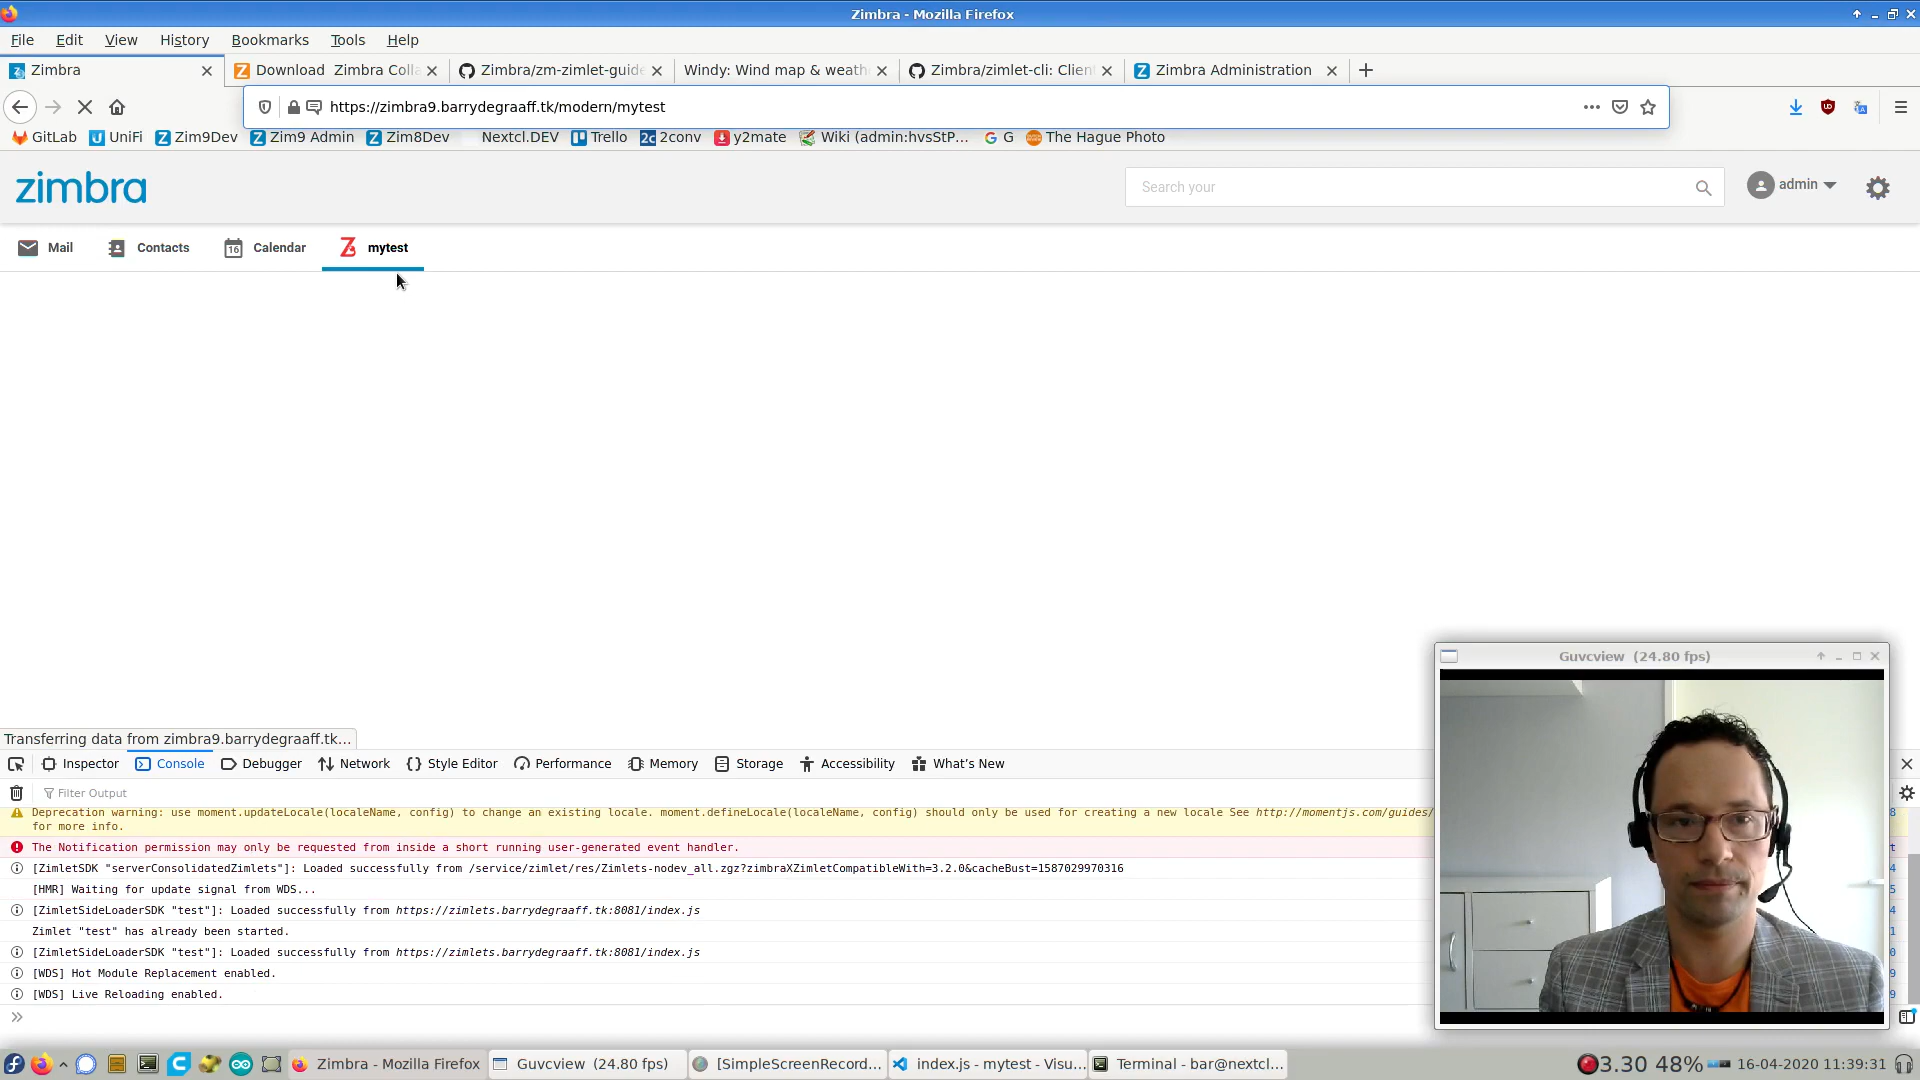 Zimbra - Mozilla Firefox
File Edit View History Bookmarks Tools Help
Zimbra
Download Zimbra Colla
Zimbra/zm-zimlet-guide
Windy: Wind map & weath
Zimbra/zimlet-cli: Clien
Zimbra Administration
https://zimbra9.barrydegraaff.tk/modern/mytest
GitLab UniFi Zim9Dev Zim9 Admin Zim8Dev Nextcl.DEV Trello 2conv y2mate Wiki (admin:hvsStP... G The Hague Photo
zimbra
Search your
admin
Mail Contacts Calendar mytest
Transferring data from zimbra9.barrydegraaff.tk...
Inspector Console Debugger Network Style Editor Performance Memory Storage Accessibility What's New
Filter Output
Deprecation warning: use moment.updateLocale(localeName, config) to change an existing locale. moment.defineLocale(localeName, config) should only be used for creating a new locale See http://momentjs.com/guides/
for more info.
The Notification permission may only be requested from inside a short running user-generated event handler.
[ZimletSDK "serverConsolidatedZimlets"]: Loaded successfully from /service/zimlet/res/Zimlets-nodev_all.zgz?zimbraXZimletCompatibleWith=3.2.0&cacheBust=1587029970316
[HMR] Waiting for update signal from WDS...
[ZimletSideLoaderSDK "test"]: Loaded successfully from https://zimlets.barrydegraaff.tk:8081/index.js
Zimlet "test" has already been started.
[ZimletSideLoaderSDK "test"]: Loaded successfully from https://zimlets.barrydegraaff.tk:8081/index.js
[WDS] Hot Module Replacement enabled.
[WDS] Live Reloading enabled.
Guvcview (24.80 fps)
Zimbra - Mozilla Firefox
Guvcview (24.80 fps)
[SimpleScreenRecord...
index.js - mytest - Visu...
Terminal - bar@nextcl...
3.30 48% 16-04-2020 11:39:31